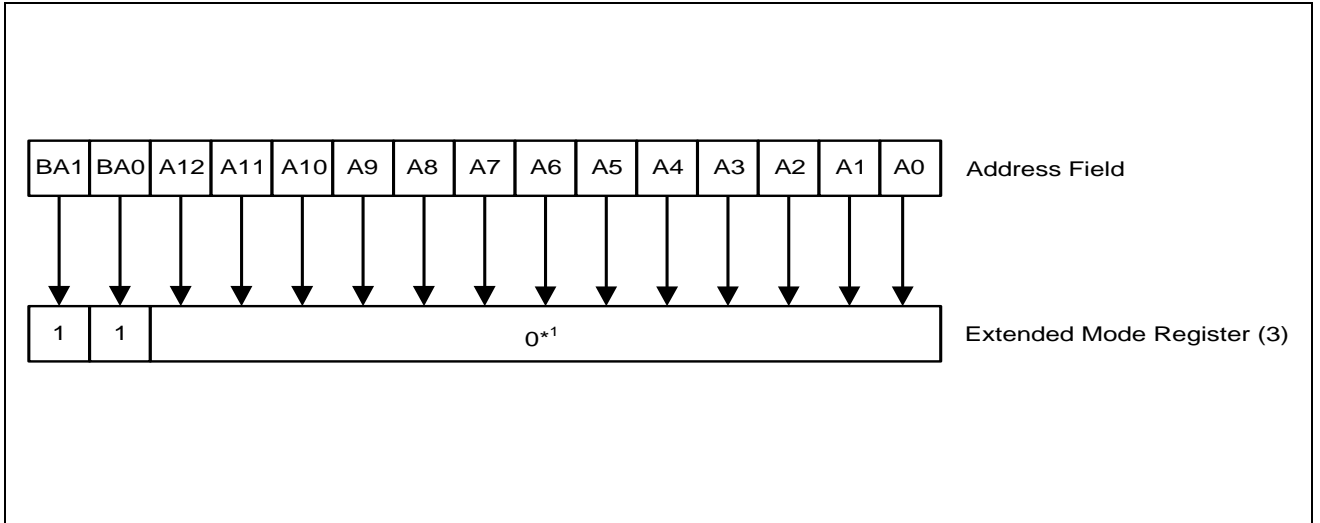 BA1 BA0 A12 A11 A10 A9 A8 A7 A6 A5 A4 A3 A2 A1 A0 Address Field
1 1 0*1 Extended Mode Register (3)